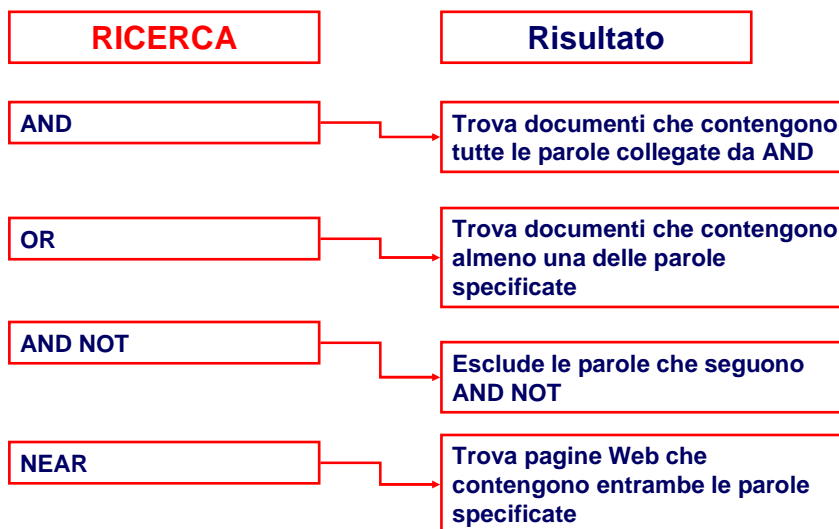 RICERCA
Risultato
AND
Trova documenti che contengono
tutte le parole collegate da AND
OR
Trova documenti che contengono
almeno una delle parole
specificate
AND NOT
Esclude le parole che seguono
AND NOT
NEAR
Trova pagine Web che
contengono entrambe le parole
specificate